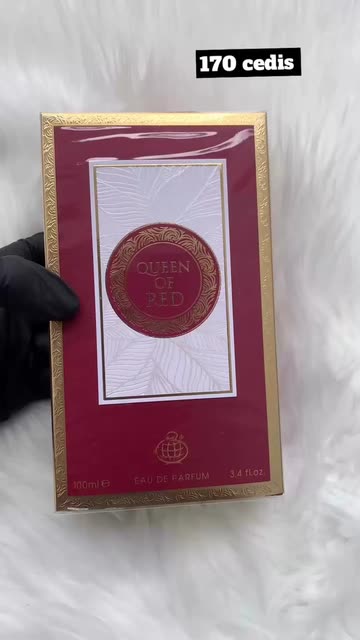 170 cedis
QUEEN
OF
RED
100ml e
EAU DE PARFUM
3.4 fl.oz.